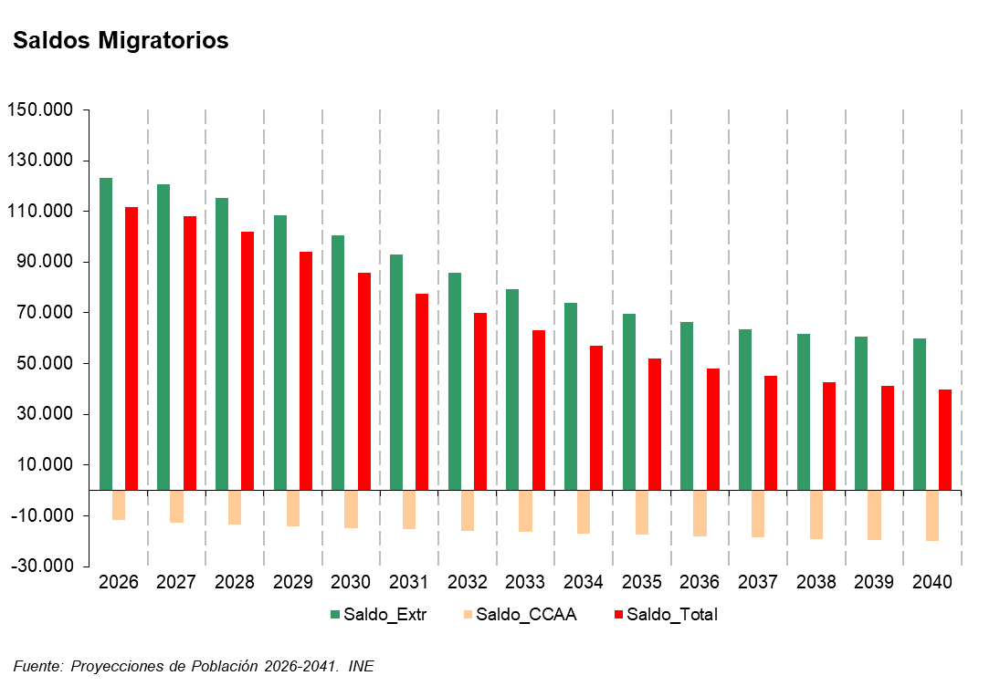 Saldos Migratorios
150.000
130.000
110.000
90.000
70.000
50.000
30.000
10.000
-10.000
-30.000
2026 2027 2028 2029 2030 2031 2032 2033 2034 2035 2036 2037 2038 2039 2040
Saldo_Extr Saldo_CCAA Saldo_Total
Fuente: Proyecciones de Población 2026-2041. INE